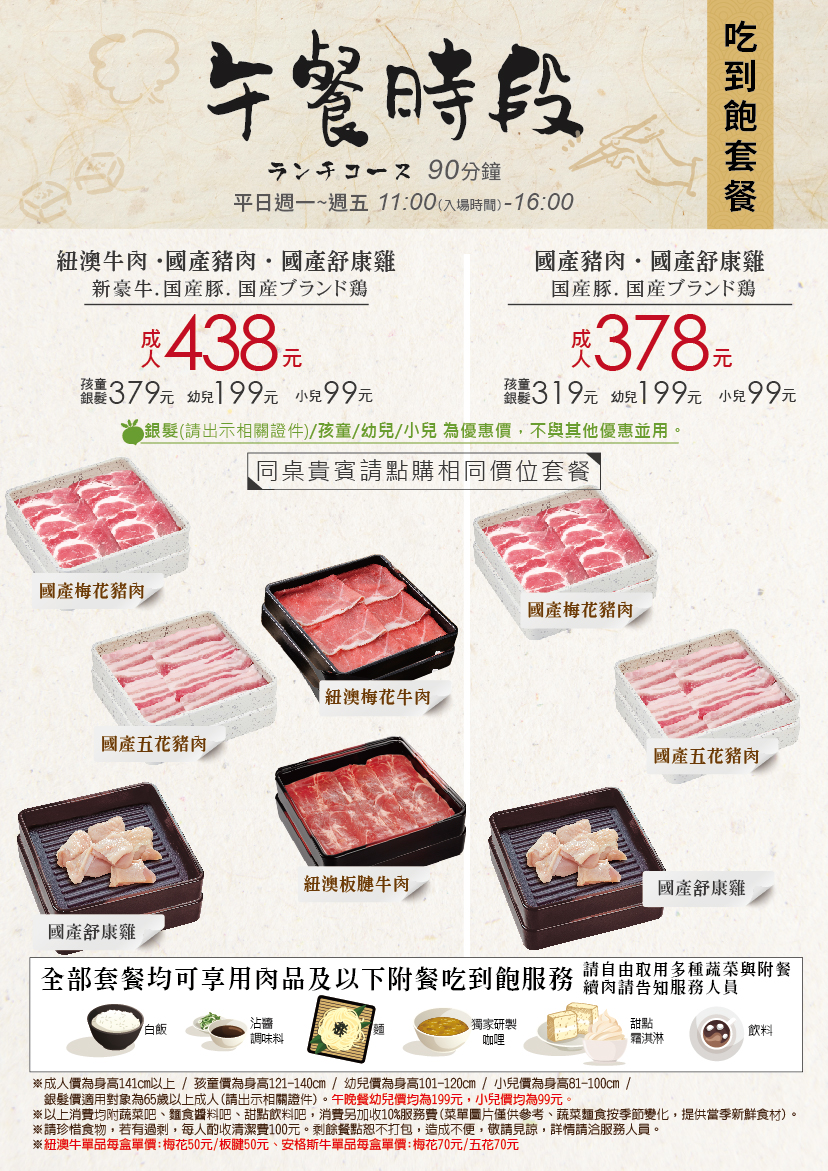 吃到飽套餐
午餐時段
ランチコース 90分鐘
平日週一~週五 11:00(入場時間)-16:00
紐澳牛肉·國產豬肉·國產舒康雞
新豪牛.国産豚.国産ブランド鶏
成人438元
孩童銀髮379元 幼兒199元 小兒99元
國產豬肉·國產舒康雞
国産豚.国産ブランド鶏
成人378元
孩童銀髮319元 幼兒199元 小兒99元
銀髮(請出示相關證件)/孩童/幼兒/小兒 為優惠價，不與其他優惠並用。
同桌貴賓請點購相同價位套餐
國產梅花豬肉
紐澳梅花牛肉
國產五花豬肉
紐澳板腱牛肉
國產舒康雞
國產梅花豬肉
國產五花豬肉
國產舒康雞
全部套餐均可享用肉品及以下附餐吃到飽服務
請自由取用多種蔬菜與附餐
續肉請告知服務人員
白飯
沾醬
調味料
麵
獨家研製
咖哩
甜點
霜淇淋
飲料
※成人價為身高141cm以上 / 孩童價為身高121-140cm / 幼兒價為身高101-120cm / 小兒價為身高81-100cm /
銀髮價適用對象為65歲以上成人(請出示相關證件)。午晚餐幼兒價均為199元，小兒價均為99元。
※以上消費均附蔬菜吧、麵食醬料吧、甜點飲料吧，消費另加收10%服務費(菜單圖片僅供參考、蔬菜麵食按季節變化，提供當季新鮮食材)。
※請珍惜食物，若有過剩，每人酌收清潔費100元。剩餘餐點恕不打包，造成不便，敬請見諒，詳情請洽服務人員。
※紐澳牛單品每盒單價:梅花50元/板腱50元、安格斯牛單品每盒單價:梅花70元/五花70元